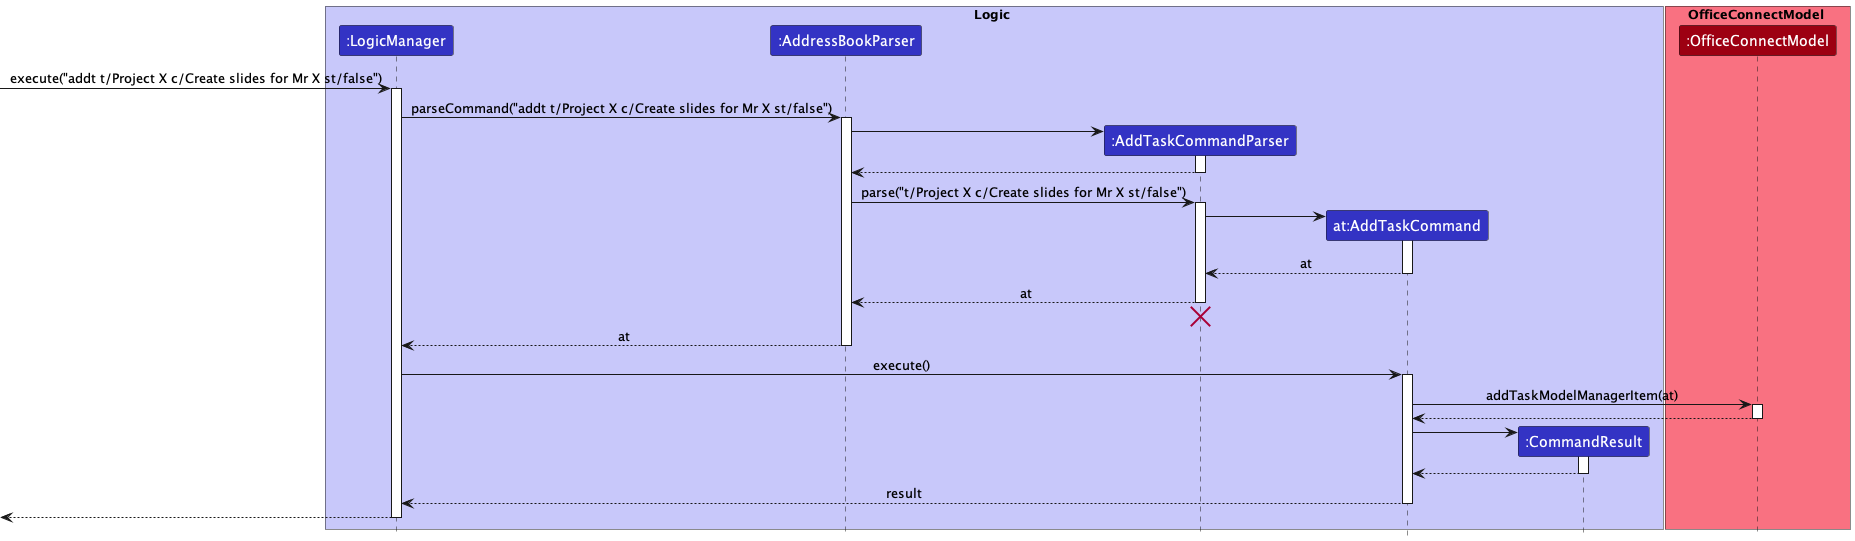 Logic
OfficeConnectModel
:LogicManager
:AddressBookParser
:OfficeConnectModel
execute("addt t/Project X c/Create slides for Mr X st/false")
parseCommand("addt t/Project X c/Create slides for Mr X st/false")
:AddTaskCommandParser
parse("t/Project X c/Create slides for Mr X st/false")
at:AddTaskCommand
at
at
at
execute()
addTaskModelManagerItem(at)
:CommandResult
result